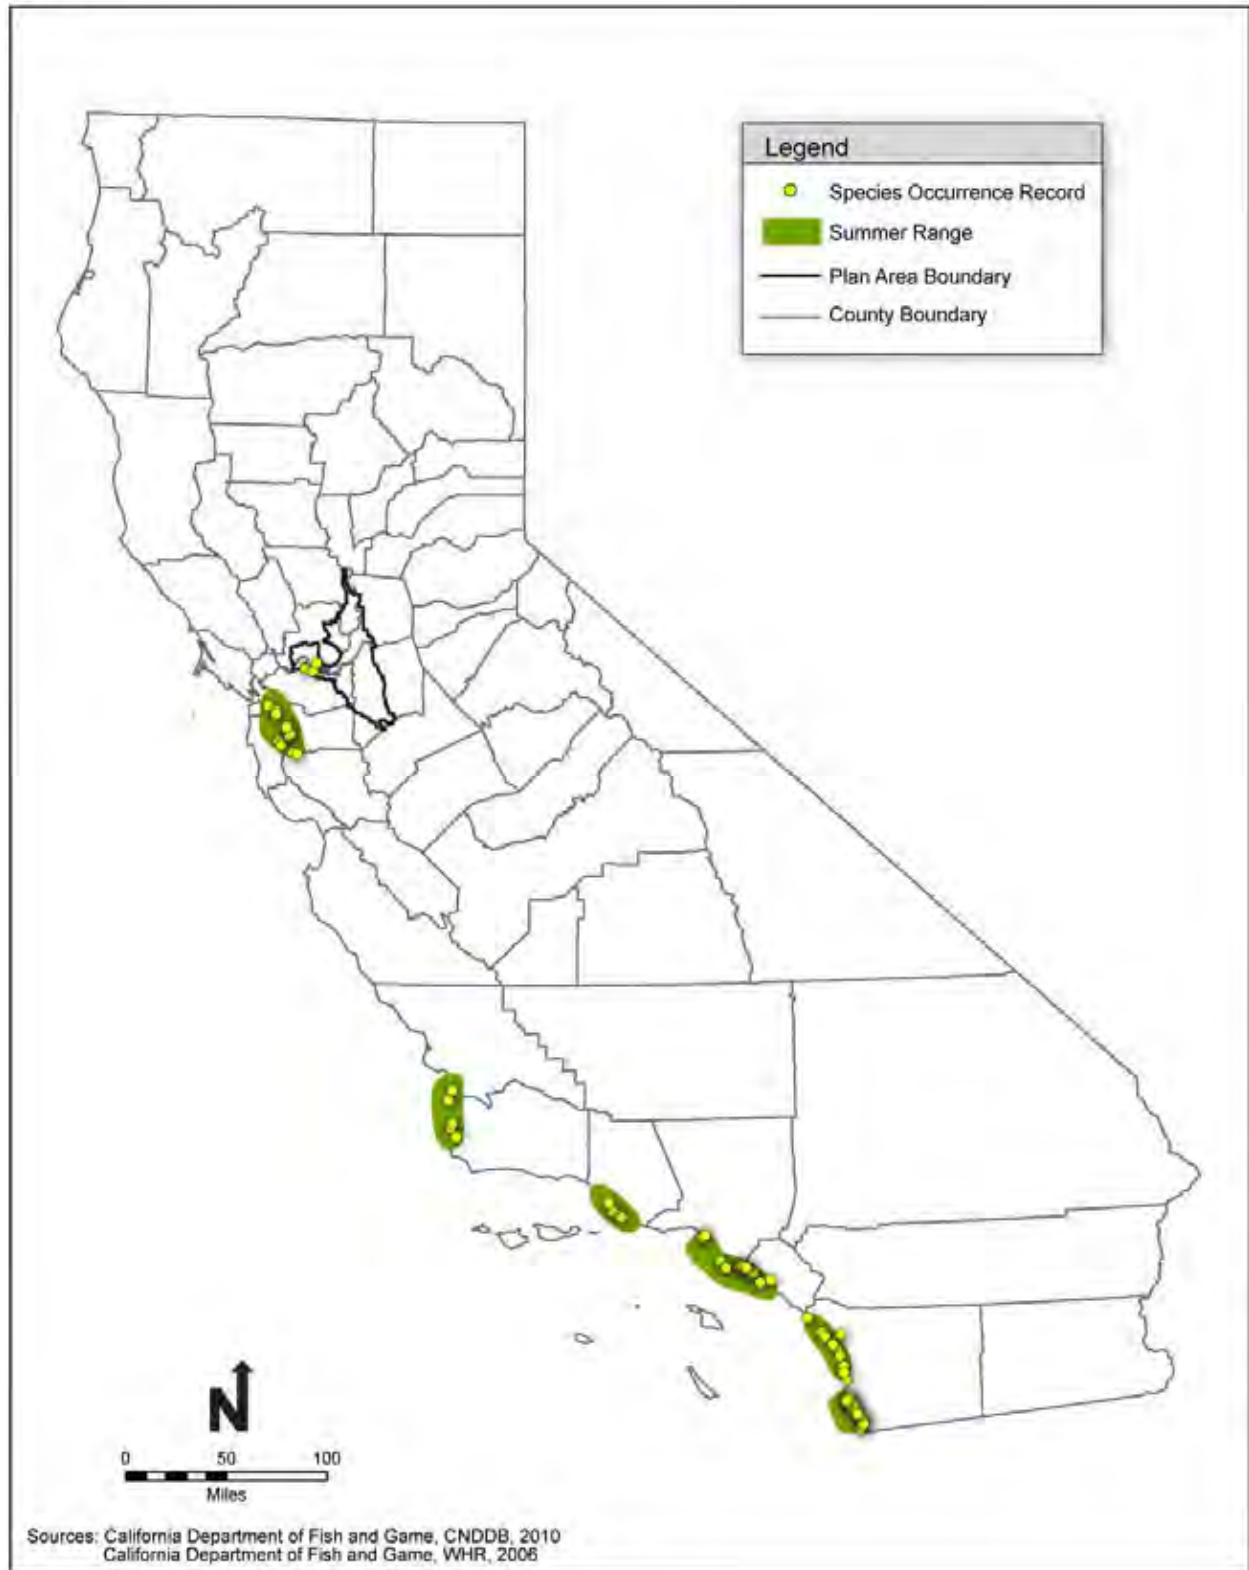 Legend
Species Occurrence Record
Summer Range
Plan Area Boundary
County Boundary
N
0 50 100
Miles
Sources: California Department of Fish and Game, CNDDB, 2010
California Department of Fish and Game, WHR, 2006